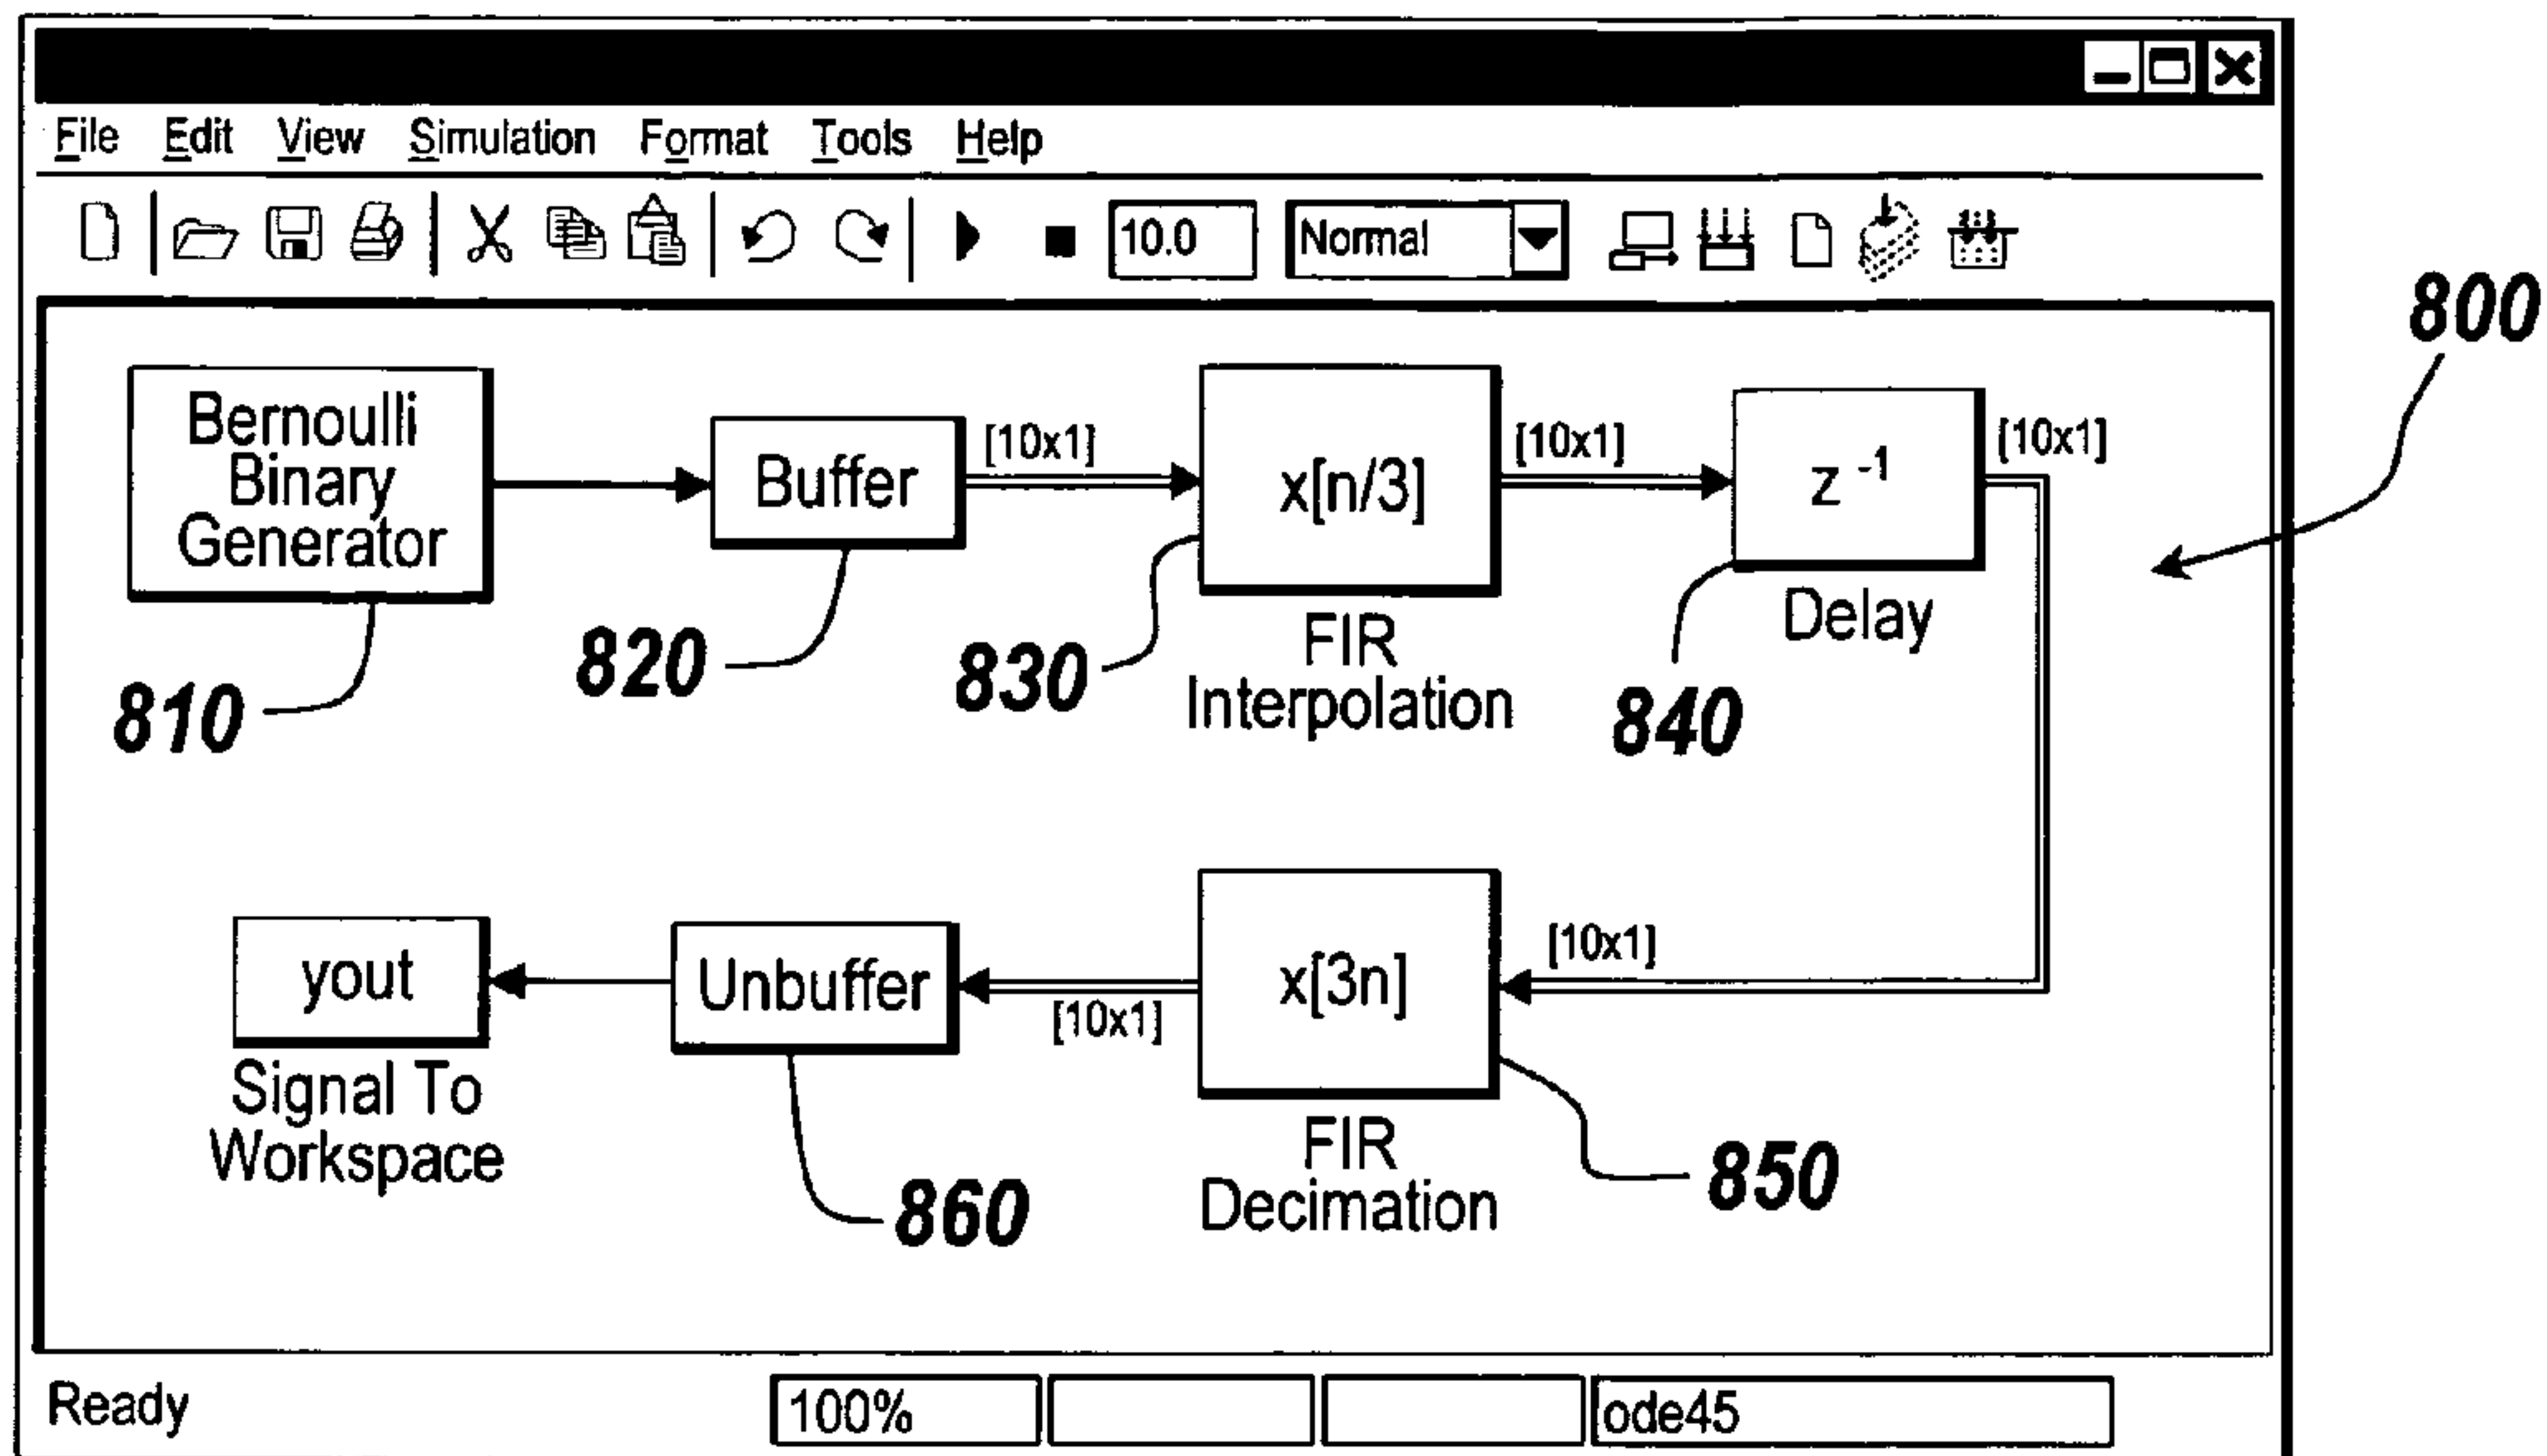 File Edit View Simulation Format Tools Help
10.0 Normal
800
Bernoulli
Binary
Generator
Buffer
[10x1]
x[n/3]
[10x1]
z -1
[10x1]
FIR
Interpolation
Delay
810
820
830
840
yout
Signal To
Workspace
Unbuffer
[10x1]
x[3n]
[10x1]
FIR
Decimation
860
850
Ready
100%
ode45